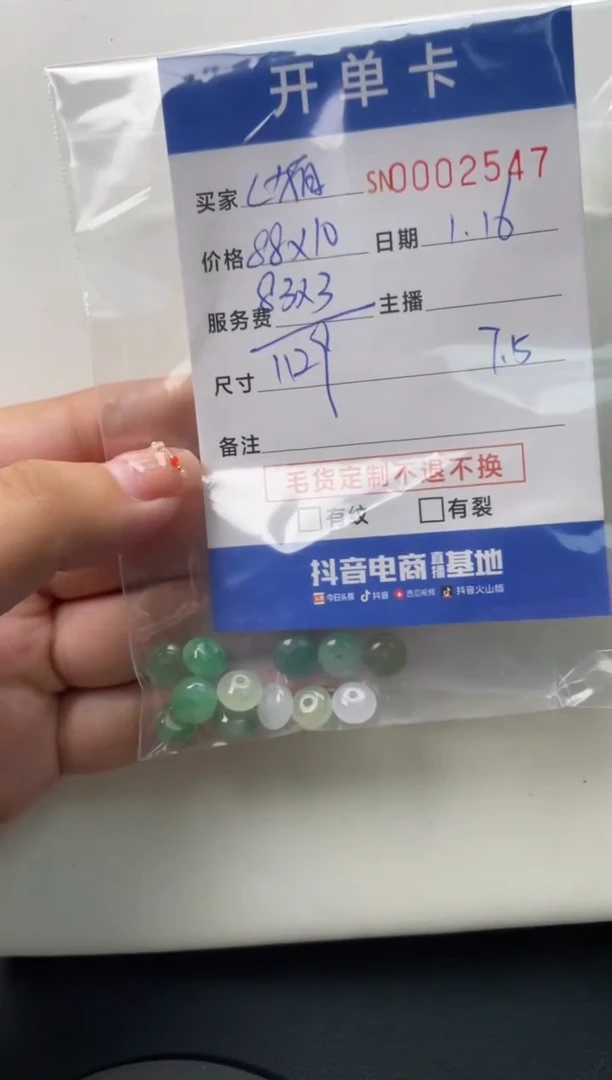 开单卡
买家 SN0002547
价格 88x10 日期 1.16
83x3
服务费 主播
尺寸 1129 7.5
备注
毛货定制不退不换
有纹 有裂
抖音电商直播基地
今日头条 抖音 西瓜视频 抖音火山版